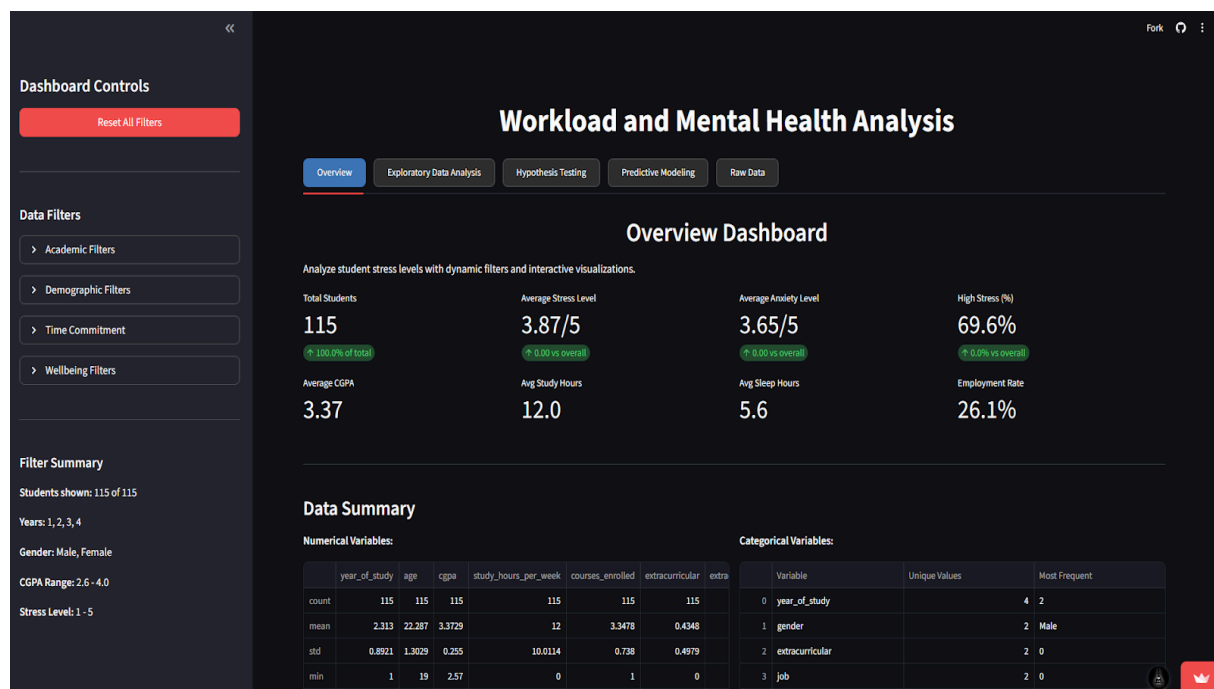 Fork
Dashboard Controls
Reset All Filters
Data Filters
Academic Filters
Demographic Filters
Time Commitment
Wellbeing Filters
Filter Summary
Students shown: 115 of 115
Years: 1, 2, 3, 4
Gender: Male, Female
CGPA Range: 2.6 - 4.0
Stress Level: 1 - 5
Workload and Mental Health Analysis
Overview Exploratory Data Analysis Hypothesis Testing Predictive Modeling Raw Data
Overview Dashboard
Analyze student stress levels with dynamic filters and interactive visualizations.
Total Students Average Stress Level Average Anxiety Level High Stress (%)
115 3.87/5 3.65/5 69.6%
↑ 100.0% of total ↑ 0.00 vs overall ↑ 0.00 vs overall ↑ 0.0% vs overall
Average CGPA Avg Study Hours Avg Sleep Hours Employment Rate
3.37 12.0 5.6 26.1%
Data Summary
Numerical Variables:
year_of_study age cgpa study_hours_per_week courses_enrolled extracurricular extra
count 115 115 115 115 115 115
mean 2.313 22.287 3.3729 12 3.3478 0.4348
std 0.8921 1.3029 0.255 10.0114 0.738 0.4979
min 1 19 2.57 0 1 0
Categorical Variables:
Variable Unique Values Most Frequent
0 year_of_study 4 2
1 gender 2 Male
2 extracurricular 2 0
3 job 2 0